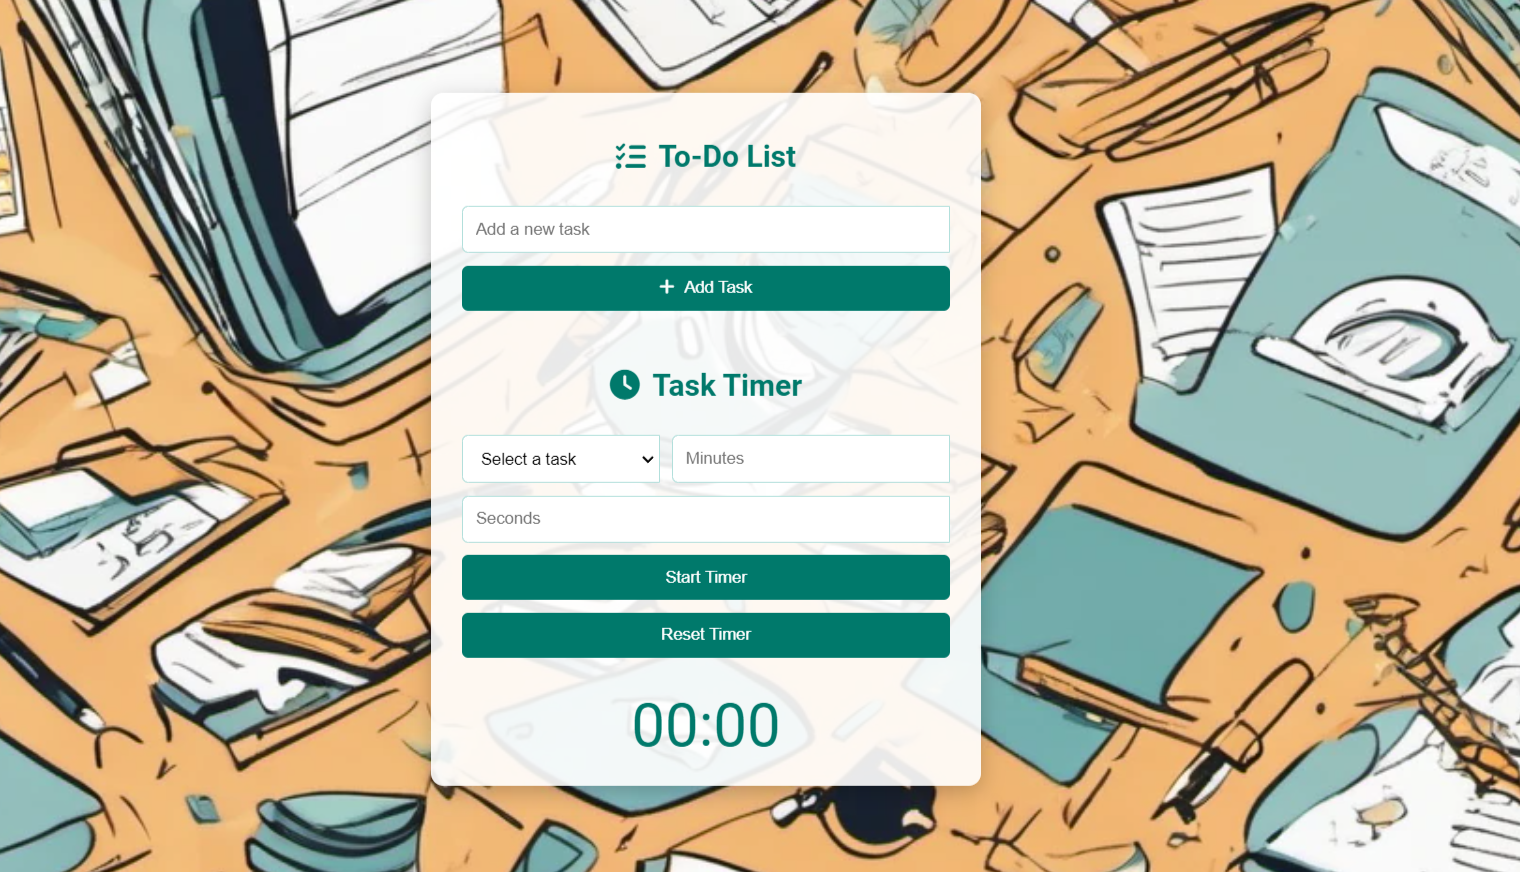 To-Do List
Add a new task
Add Task
Task Timer
Select a task
Minutes
Seconds
Start Timer
Reset Timer
00:00